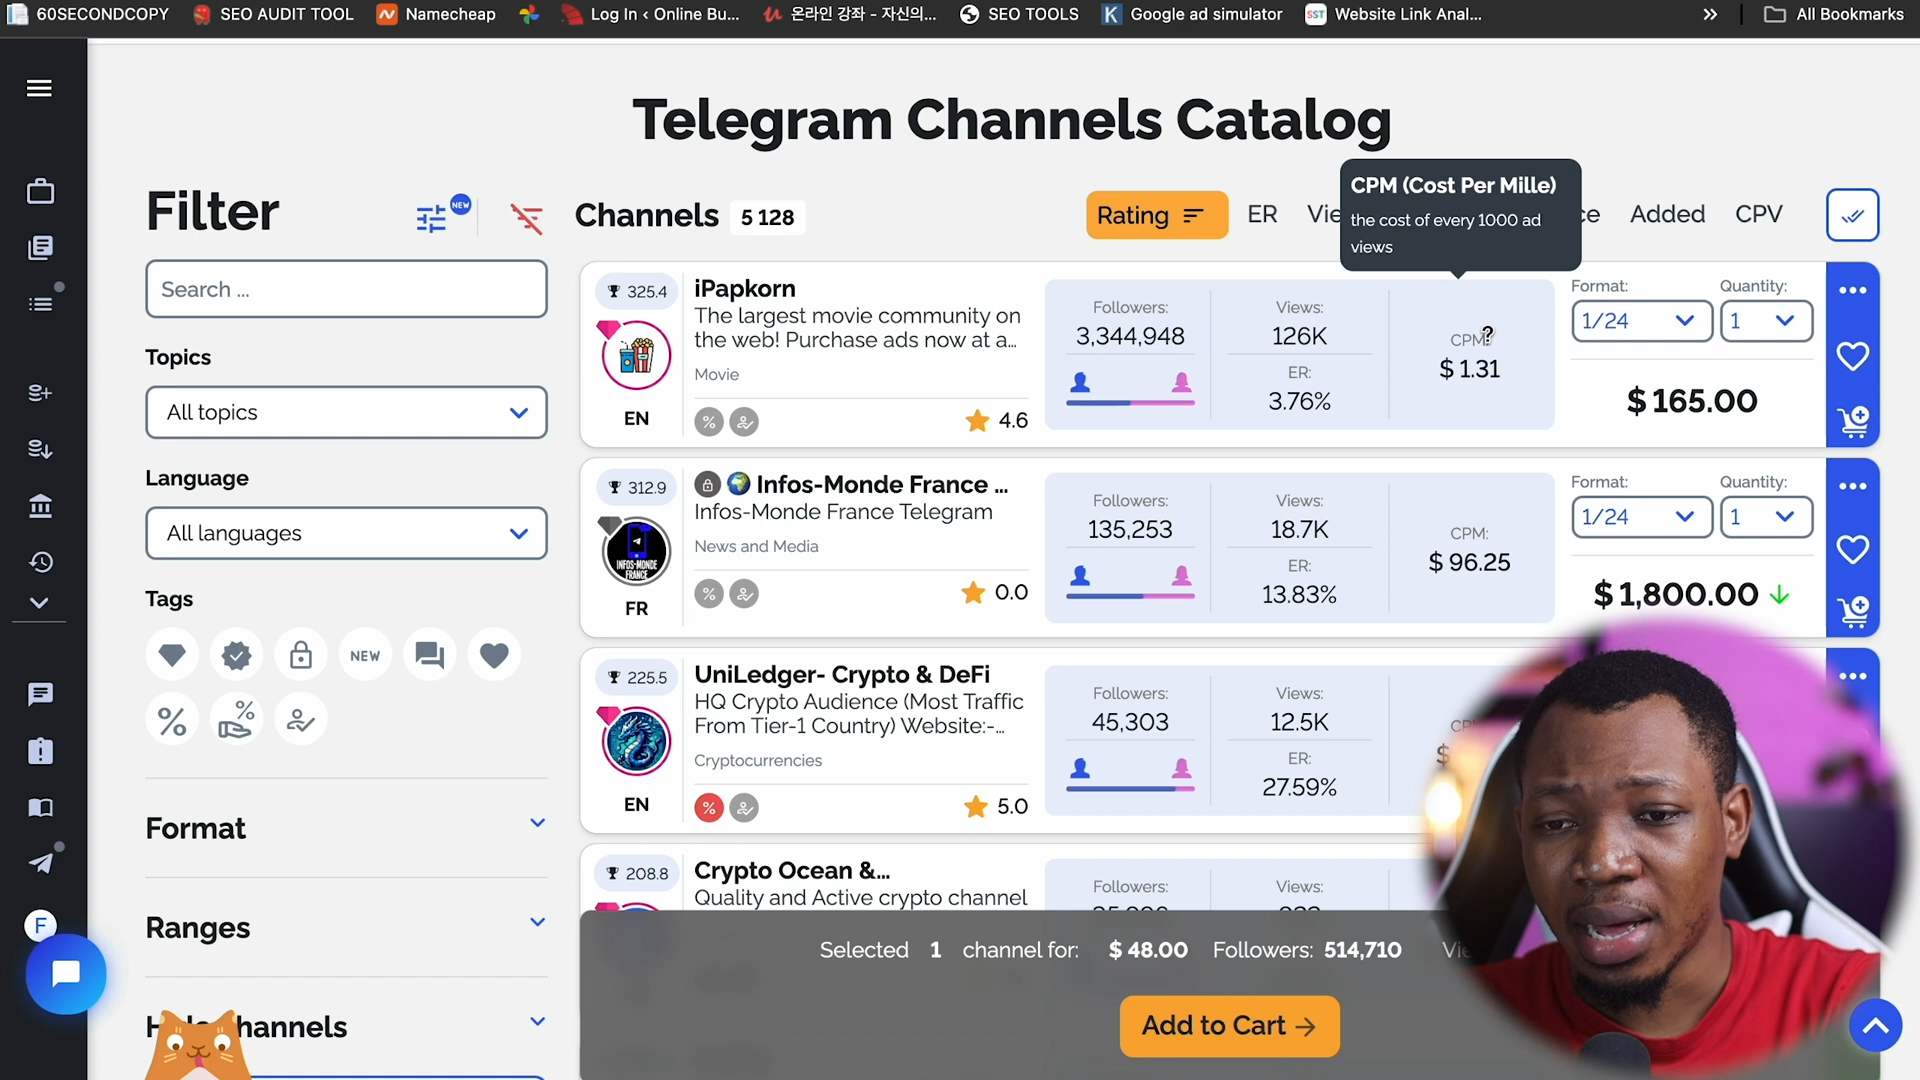 60SECONDCOPY
SEO AUDIT TOOL
Namecheap
Log In ‹ Online Bu...
온라인 강좌 - 자신의...
SEO TOOLS
Google ad simulator
SST
Website Link Anal...
All Bookmarks
Telegram Channels Catalog
Filter
NEW
Search ...
Topics
All topics
Language
All languages
Tags
NEW
Format
Ranges
Channels
5 128
Rating
ER
CPM (Cost Per Mille)
the cost of every 1000 ad
views
Added
CPV
325.4
EN
iPapkorn
The largest movie community on
the web! Purchase ads now at a...
Movie
4.6
Followers:
3,344,948
Views:
126K
ER:
3.76%
CPM:
$ 1.31
Format:
1/24
Quantity:
1
$ 165.00
312.9
INFOS-MONDE
FRANCE
FR
Infos-Monde France ...
Infos-Monde France Telegram
News and Media
0.0
Followers:
135,253
Views:
18.7K
ER:
13.83%
CPM:
$ 96.25
Format:
1/24
Quantity:
1
$ 1,800.00
225.5
EN
UniLedger- Crypto & DeFi
HQ Crypto Audience (Most Traffic
From Tier-1 Country) Website:-...
Cryptocurrencies
5.0
Followers:
45,303
Views:
12.5K
ER:
27.59%
$
208.8
Crypto Ocean &...
Quality and Active crypto channel
Followers:
Views:
Selected 1 channel for: $ 48.00 Followers: 514,710
Add to Cart →
F